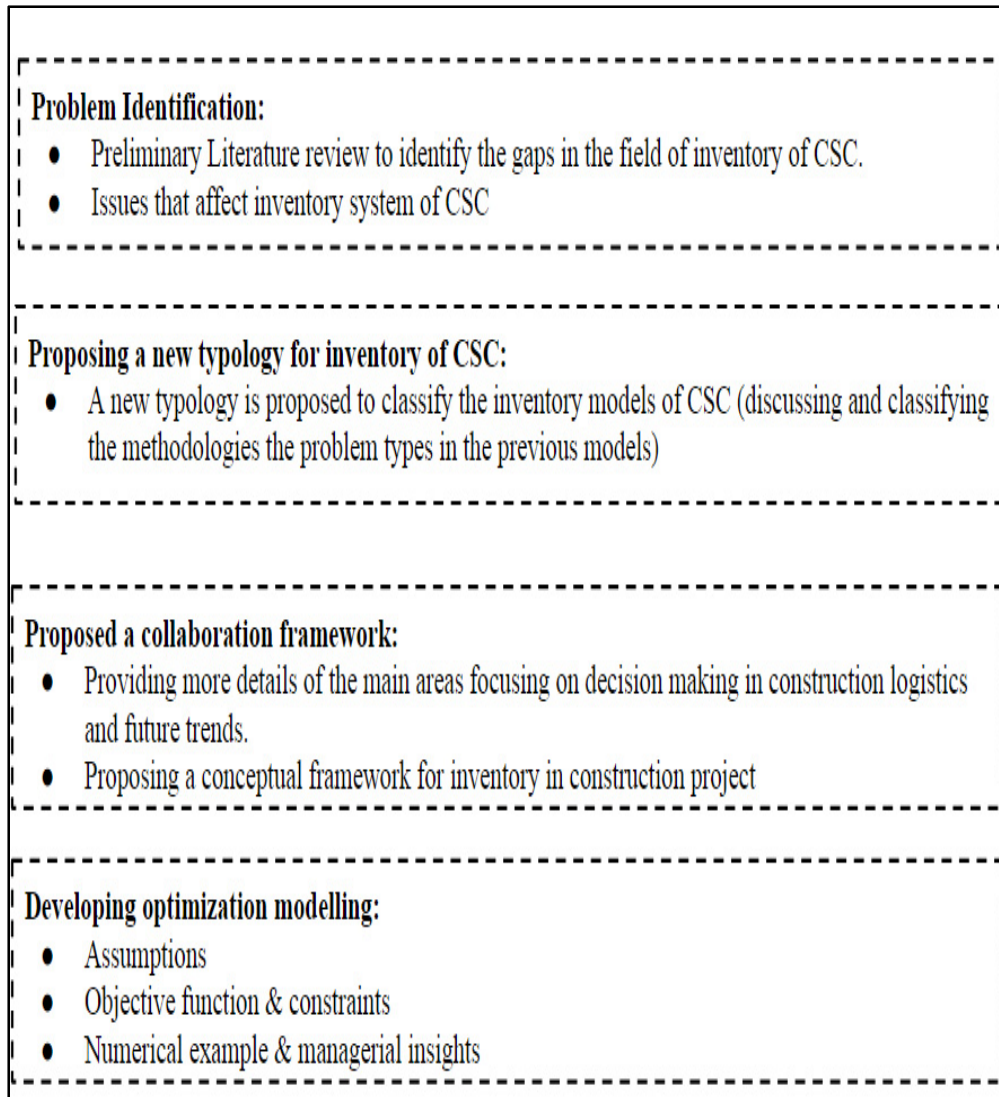 Problem Identification:
● Preliminary Literature review to identify the gaps in the field of inventory of CSC.
● Issues that affect inventory system of CSC
Proposing a new typology for inventory of CSC:
● A new typology is proposed to classify the inventory models of CSC (discussing and classifying
the methodologies the problem types in the previous models)
Proposed a collaboration framework:
● Providing more details of the main areas focusing on decision making in construction logistics
and future trends.
● Proposing a conceptual framework for inventory in construction project
Developing optimization modelling:
● Assumptions
● Objective function & constraints
● Numerical example & managerial insights